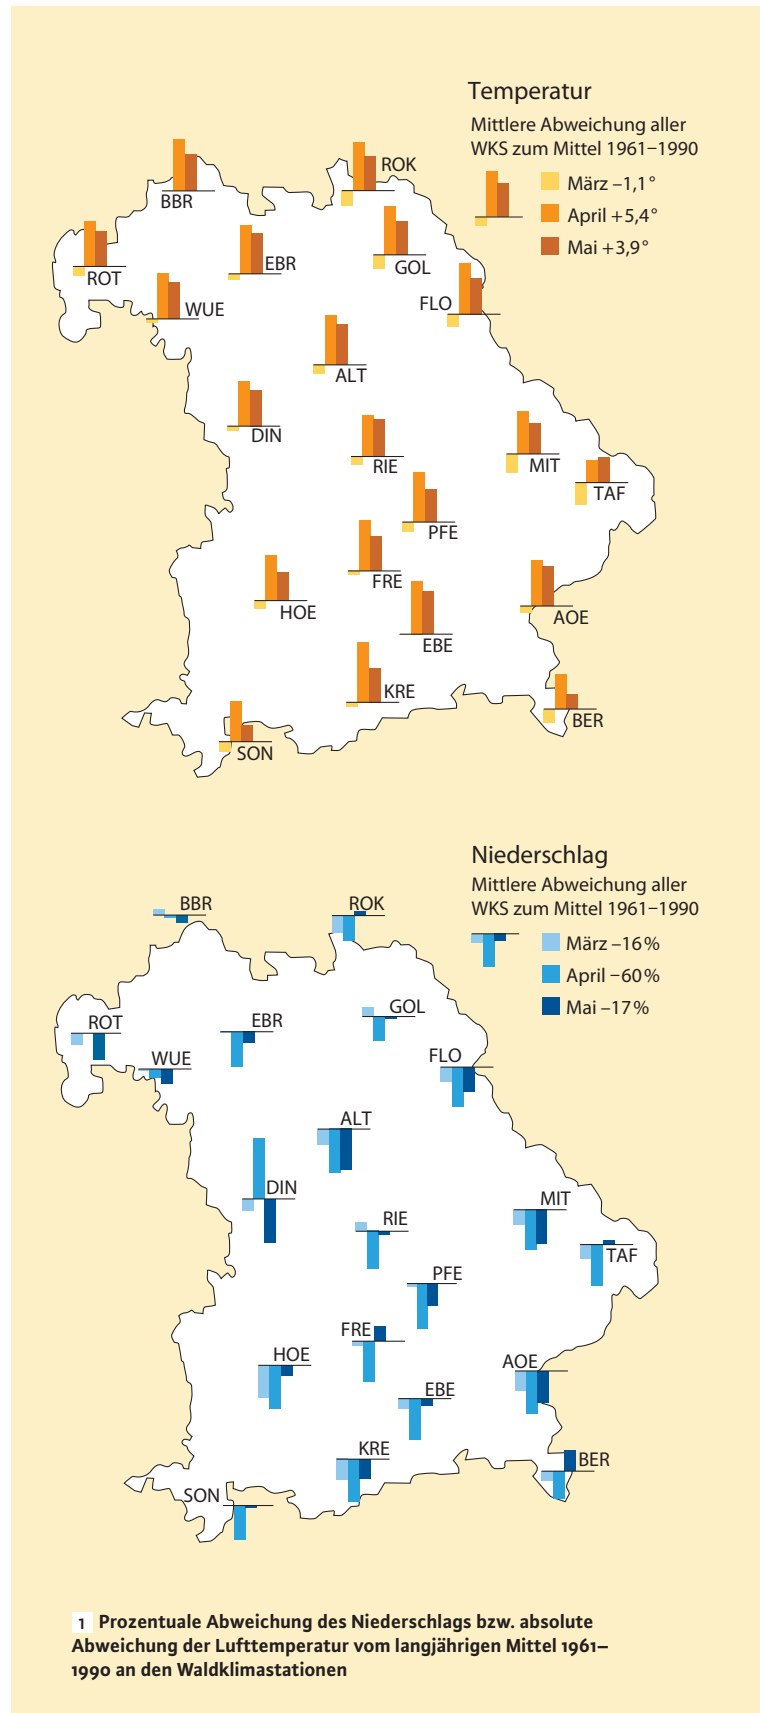 Temperatur
Mittlere Abweichung aller
WKS zum Mittel 1961–1990
März –1,1°
April +5,4°
Mai +3,9°
ROK
BBR
EBR
GOL
ROT
FLO
WUE
ALT
DIN
RIE
MIT
TAF
PFE
FRE
HOE
AOE
EBE
KRE
BER
SON
Niederschlag
Mittlere Abweichung aller
WKS zum Mittel 1961–1990
März –16%
April –60%
Mai –17%
BBR
ROK
GOL
ROT
EBR
WUE
FLO
ALT
DIN
MIT
RIE
TAF
PFE
FRE
HOE
AOE
EBE
KRE
BER
SON
1 Prozentuale Abweichung des Niederschlags bzw. absolute
Abweichung der Lufttemperatur vom langjährigen Mittel 1961–
1990 an den Waldklimastationen